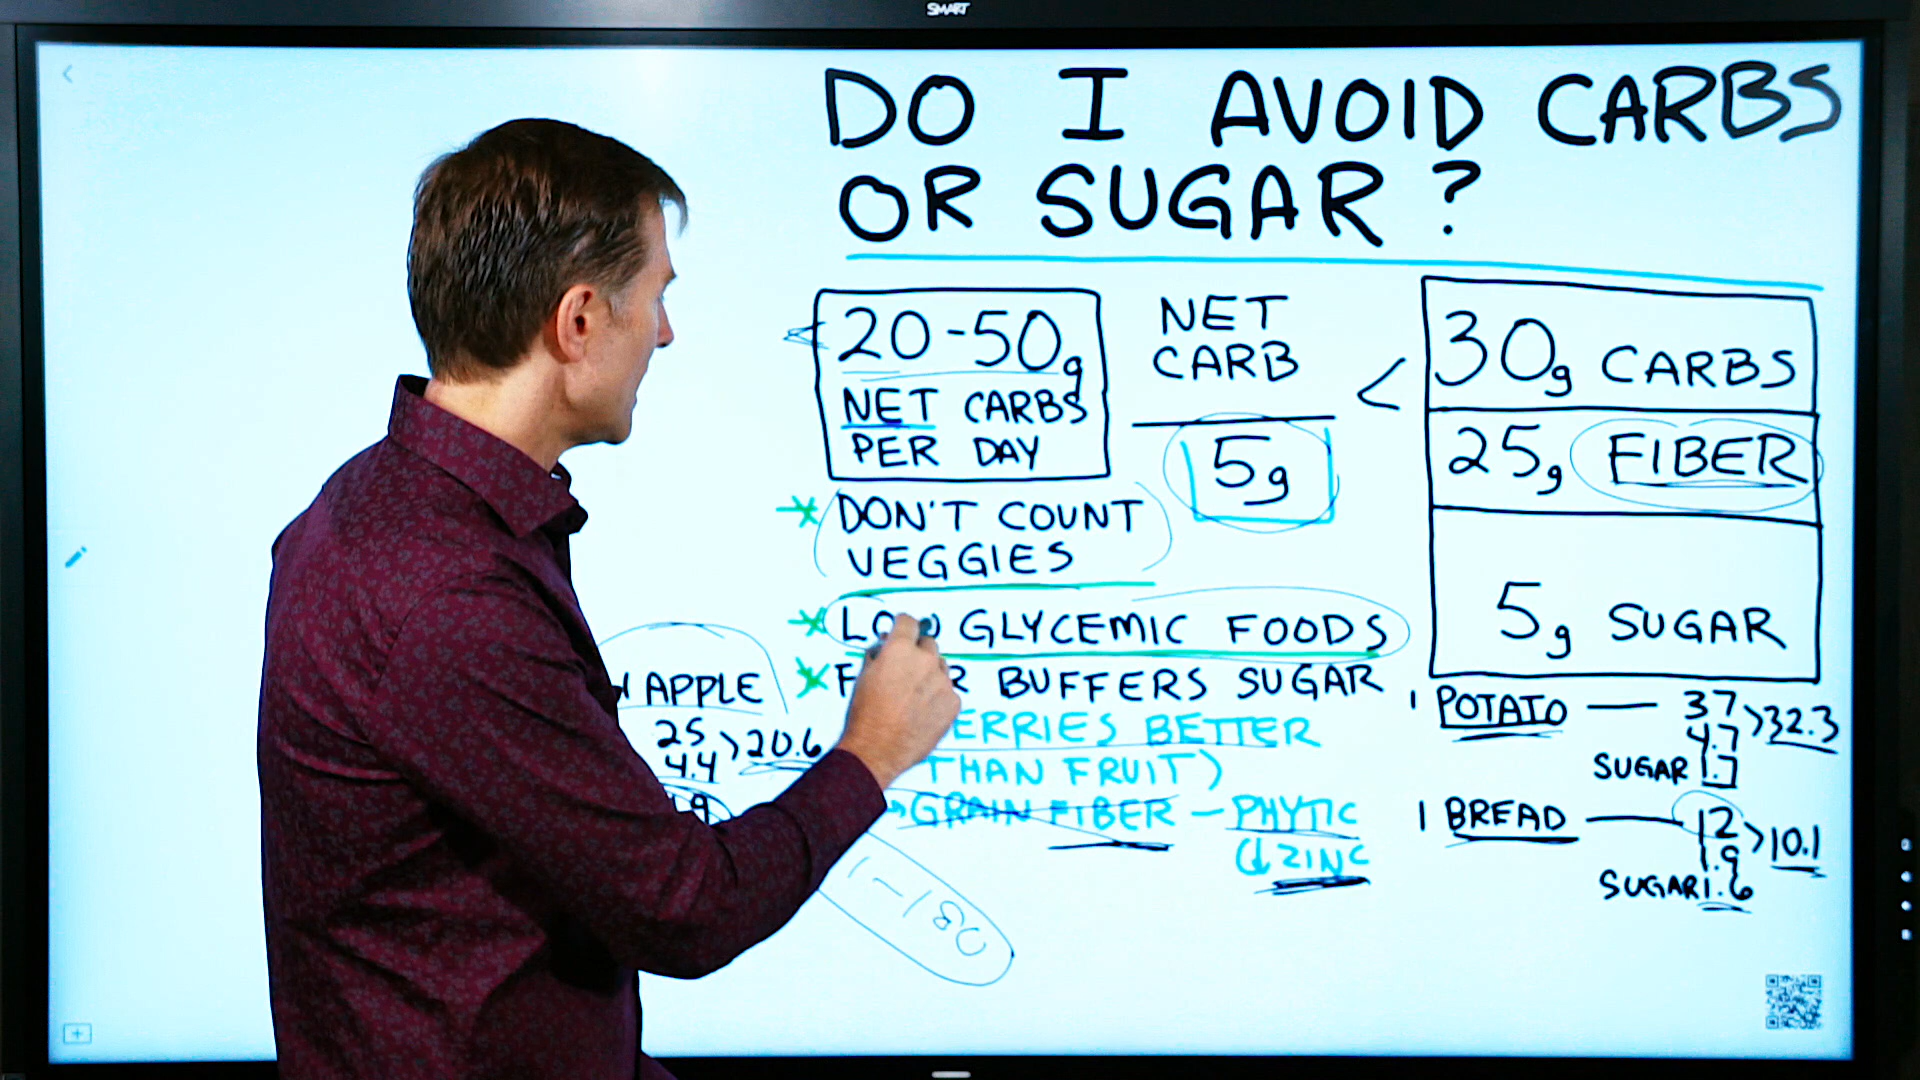 SMART
DO I AVOID CARBS
OR SUGAR?
20-50g
NET CARBS
PER DAY
NET
CARB
5g
< 30g CARBS
25g FIBER
5g SUGAR
* DON'T COUNT
VEGGIES
* LOW GLYCEMIC FOODS
* BUFFERS SUGAR
BETTER
THAN FRUIT)
GRAIN FIBER - PHYTIC
↓ZINC
APPLE
25
4.4 >20.6
1 POTATO — 37
4.7 >32.3
SUGAR 1.7
1 BREAD — 12
1.9 >10.1
SUGAR 1.6